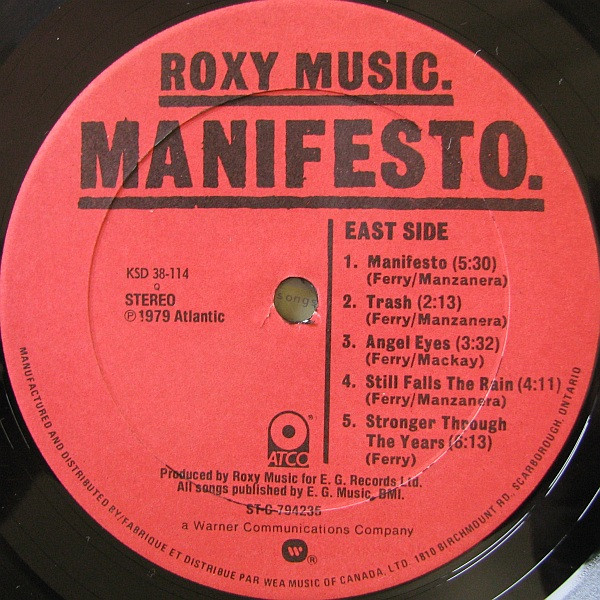 ROXY MUSIC.
MANIFESTO.
EAST SIDE
KSD 38-114
Q
STEREO
Ⓟ1979 Atlantic
songs
1. Manifesto (5:30)
(Ferry/Manzanera)
2. Trash (2:13)
(Ferry/Manzanera)
3. Angel Eyes (3:32)
(Ferry/Mackay)
4. Still Falls The Rain (4:11)
(Ferry/Manzanera)
5. Stronger Through
The Years (6:13)
(Ferry)
ATCO®
Produced by Roxy Music for E. G. Records Ltd.
All songs published by E. G. Music, BMI.
ST-C-794235
a Warner Communications Company
®
MANUFACTURED AND DISTRIBUTED BY/FABRIQUE ET DISTRIBUE PAR WEA MUSIC OF CANADA, LTD. 1810 BIRCHMOUNT RD. SCARBOROUGH, ONTARIO